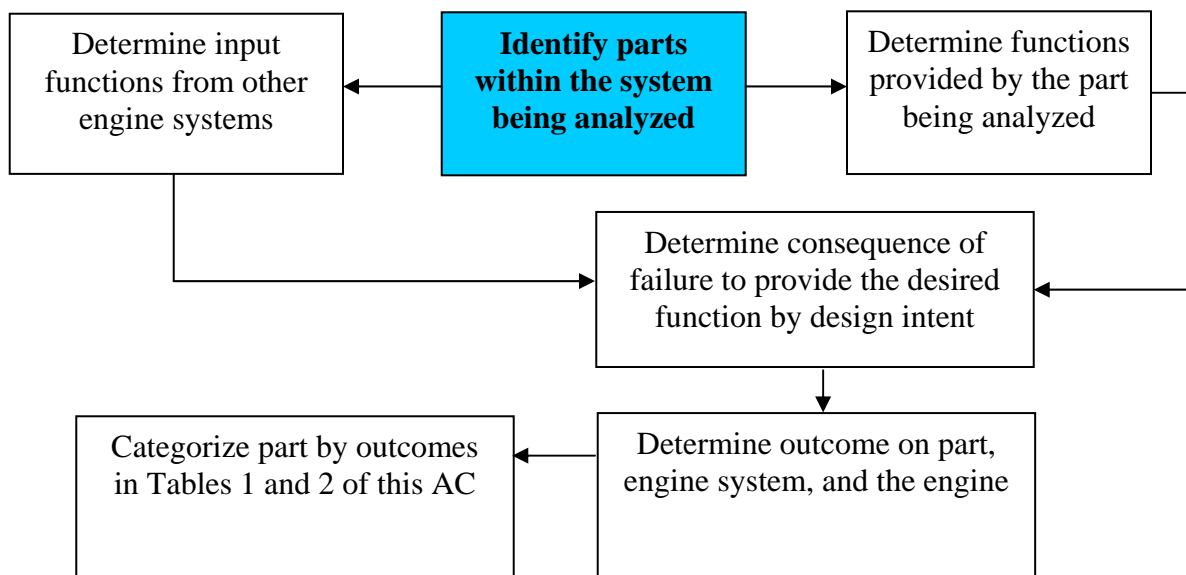 Determine input
functions from other
engine systems
Identify parts
within the system
being analyzed
Determine functions
provided by the part
being analyzed
Determine consequence of
failure to provide the desired
function by design intent
Categorize part by outcomes
in Tables 1 and 2 of this AC
Determine outcome on part,
engine system, and the engine